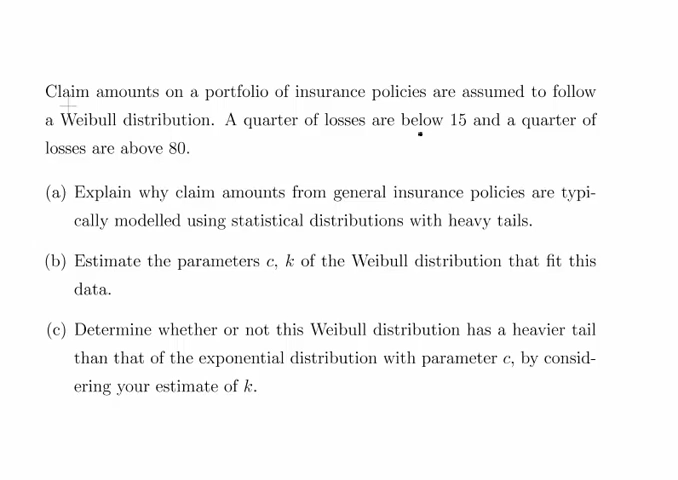 Claim amounts on a portfolio of insurance policies are assumed to follow
a Weibull distribution. A quarter of losses are below 15 and a quarter of
losses are above 80.
(a) Explain why claim amounts from general insurance policies are typi-
cally modelled using statistical distributions with heavy tails.
(b) Estimate the parameters c, k of the Weibull distribution that fit this
data.
(c) Determine whether or not this Weibull distribution has a heavier tail
than that of the exponential distribution with parameter c, by consid-
ering your estimate of k.